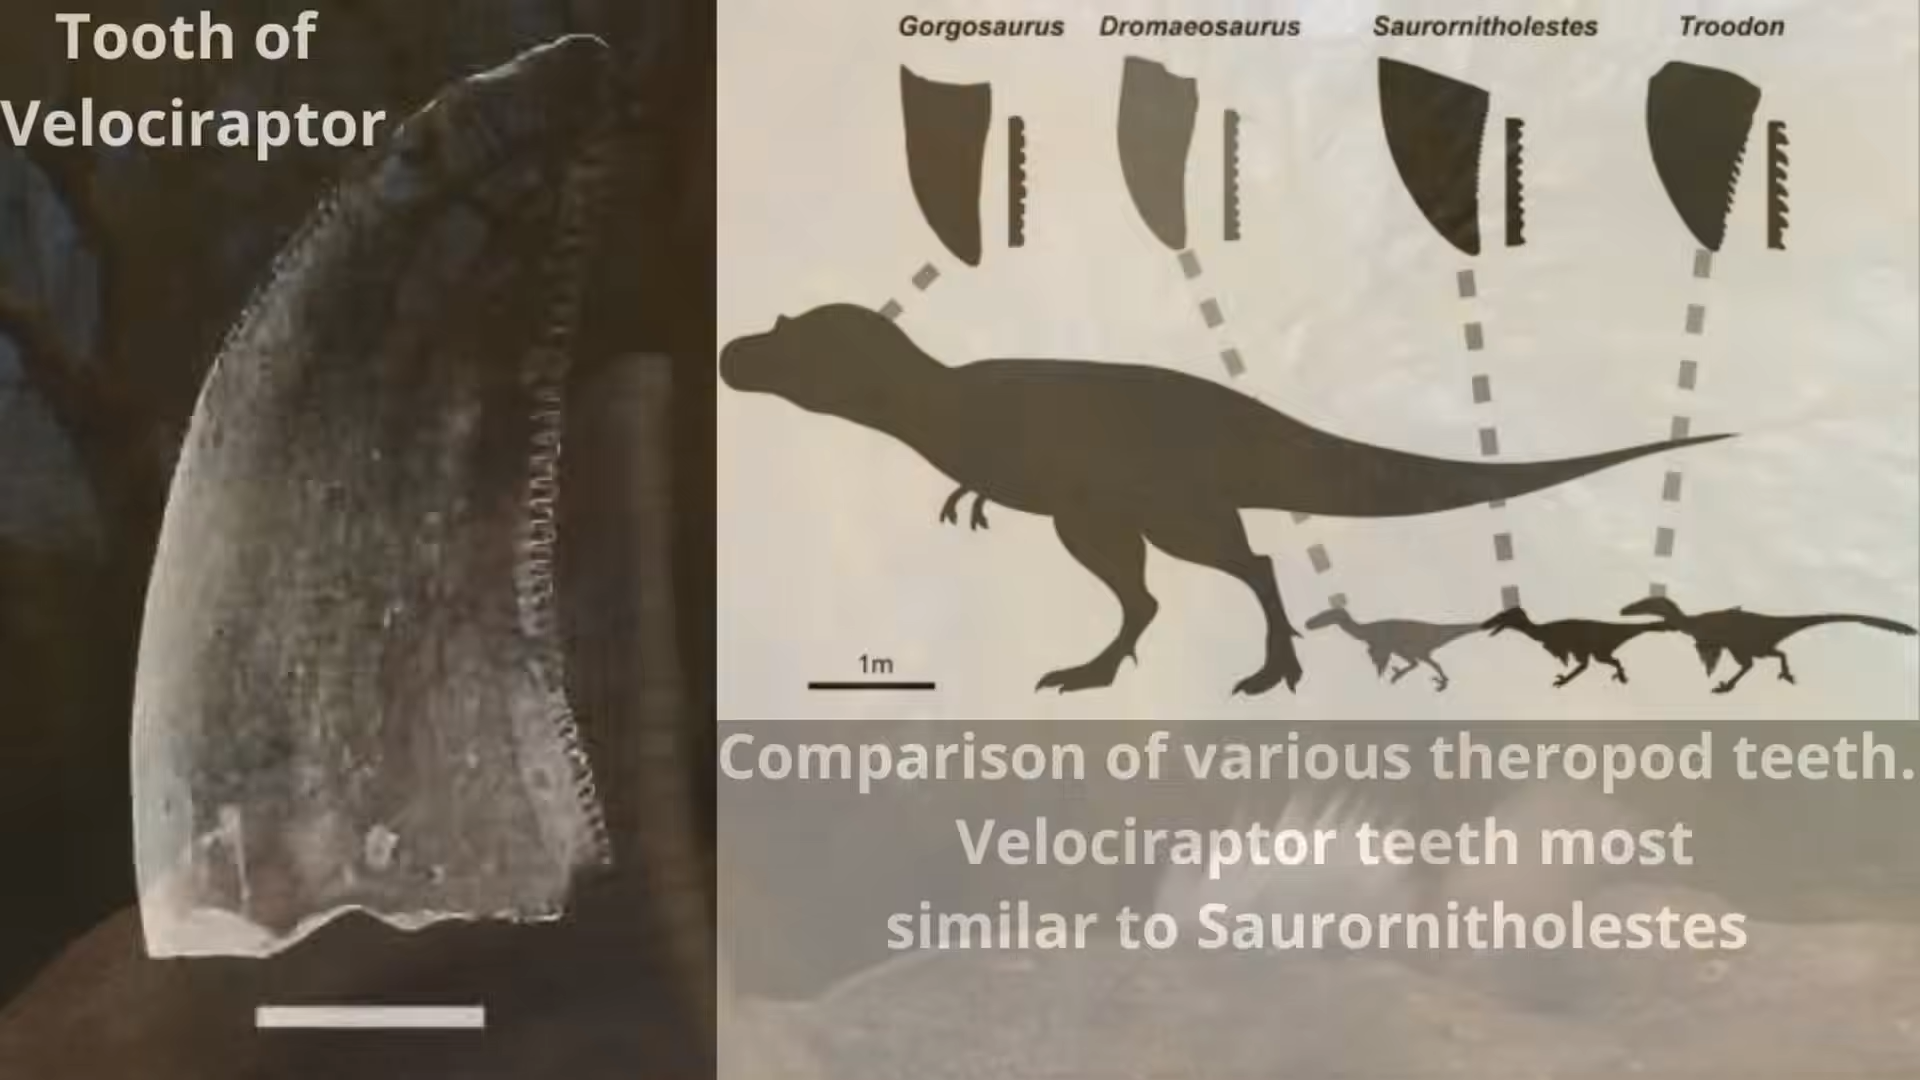 Tooth of
Velociraptor
Gorgosaurus
Dromaeosaurus
Saurornitholestes
Troodon
1m
Comparison of various theropod teeth.
Velociraptor teeth most
similar to Saurornitholestes